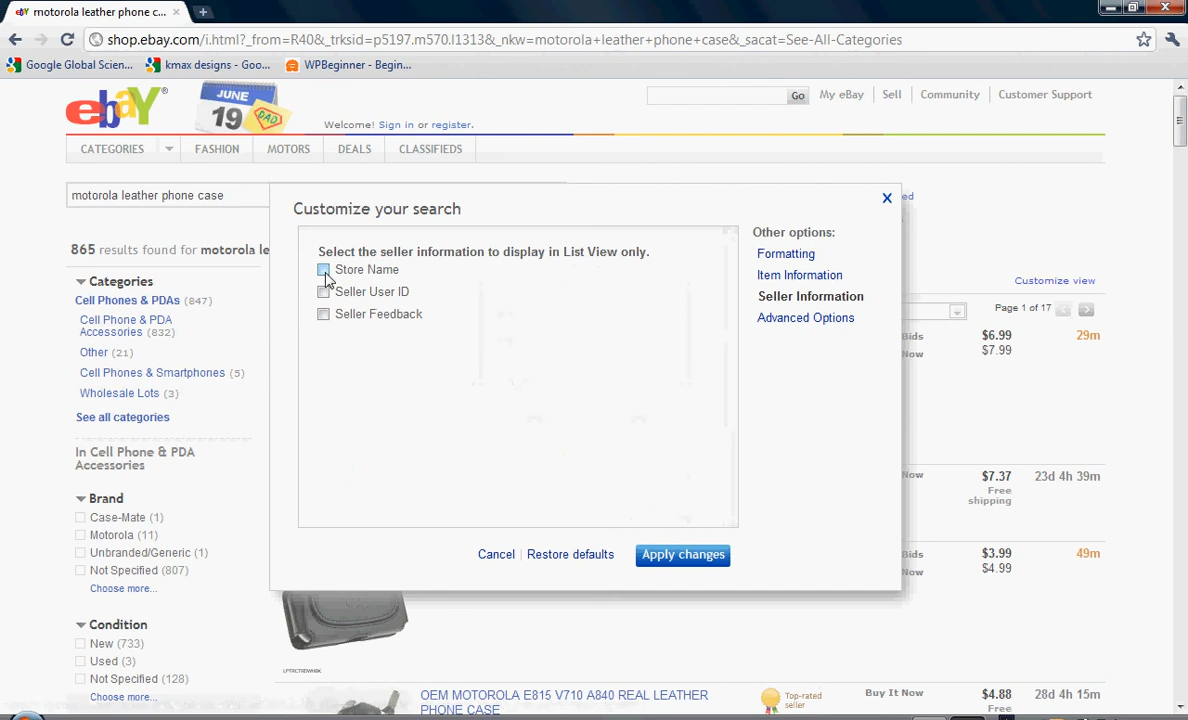 motorola leather phone c...
shop.ebay.com/i.html?_from=R40&_trksid=p5197.m570.l1313&_nkw=motorola+leather+phone+case&_sacat=See-All-Categories
Google Global Scien...
kmax designs - Goo...
WPBeginner - Begin...
ebY
JUNE
19
DAD
Welcome! Sign in or register.
Go
My eBay
Sell
Community
Customer Support
CATEGORIES
FASHION
MOTORS
DEALS
CLASSIFIEDS
motorola leather phone case
865 results found for motorola le
Categories
Cell Phones & PDAs (847)
Cell Phone & PDA
Accessories (832)
Other (21)
Cell Phones & Smartphones (5)
Wholesale Lots (3)
See all categories
In Cell Phone & PDA
Accessories
Brand
Case-Mate (1)
Motorola (11)
Unbranded/Generic (1)
Not Specified (807)
Choose more...
Condition
New (733)
Used (3)
Not Specified (128)
Choose more...
Customize your search
X
Select the seller information to display in List View only.
Store Name
Seller User ID
Seller Feedback
Other options:
Formatting
Item Information
Seller Information
Advanced Options
Cancel | Restore defaults
Apply changes
ed
Customize view
Page 1 of 17
Bids $6.99 29m
Now $7.99
Now $7.37 23d 4h 39m
Free
shipping
Bids $3.99 49m
Now $4.99
OEM MOTOROLA E815 V710 A840 REAL LEATHER
PHONE CASE
Top-rated
seller
Buy It Now
$4.88
28d 4h 15m
Free